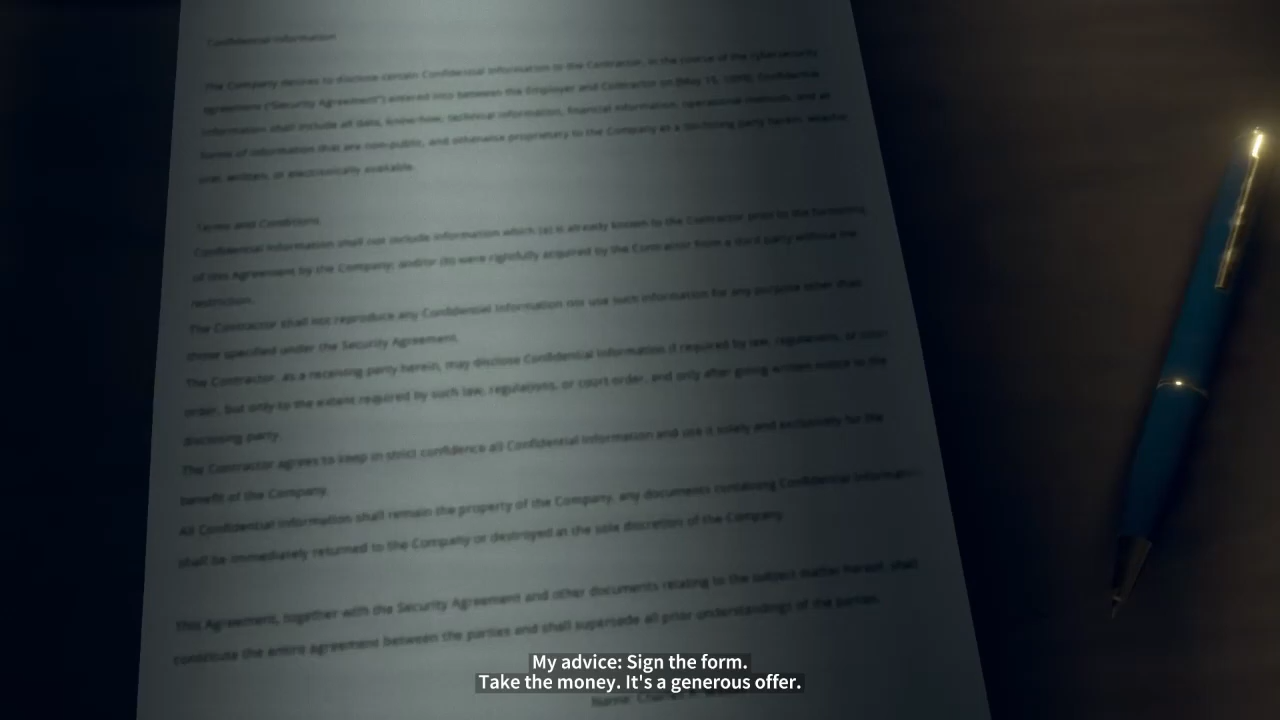 Confidential Information
The Company desires to disclose certain Confidential Information to the Contractor, in the course of the cybersecurity
agreement ("Security Agreement") entered into between the Employer and Contractor on (May 15, Confidential
Information shall include all data, know-how, technical information, financial information, operational methods, and all
forms of information that are non-public, and otherwise proprietary to the Company as a disclosing party herein, whether
oral, written, or electronically available.
Terms and Conditions
Confidential Information shall not include information which (a) is already known to the Contractor prior to the furnishing
of this Agreement by the Company; and/or (b) were rightfully acquired by the Contractor from a third party without the
restriction.
The Contractor shall not reproduce any Confidential Information nor use such information for any purpose other than
those specified under the Security Agreement.
The Contractor, as a receiving party herein, may disclose Confidential Information if required by law, regulations, or court
order, but only to the extent required by such law, regulations, or court order, and only after giving written notice to the
disclosing party.
The Contractor agrees to keep in strict confidence all Confidential Information and use it solely and exclusively for the
benefit of the Company.
All Confidential Information shall remain the property of the Company, any documents containing Confidential Information
shall be immediately returned to the Company or destroyed at the sole discretion of the Company.
This Agreement, together with the Security Agreement and other documents relating to the subject matter hereof, shall
constitute the entire agreement between the parties and shall supersede all prior understandings of the parties.
My advice: Sign the form.
Take the money. It's a generous offer.
Name: